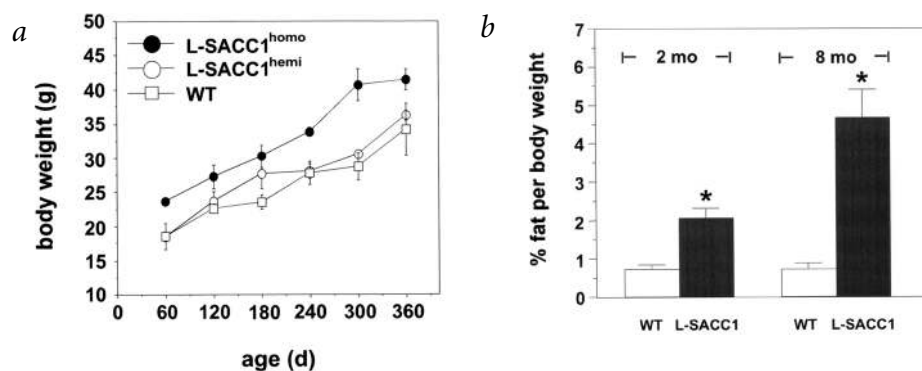 a
body weight (g)
50
45
40
35
30
25
20
15
10
L-SACC1homo
L-SACC1hemi
WT
0 60 120 180 240 300 360
age (d)
b
% fat per body weight
7
6
5
4
3
2
1
0
2 mo 8 mo
* *
WT L-SACC1 WT L-SACC1